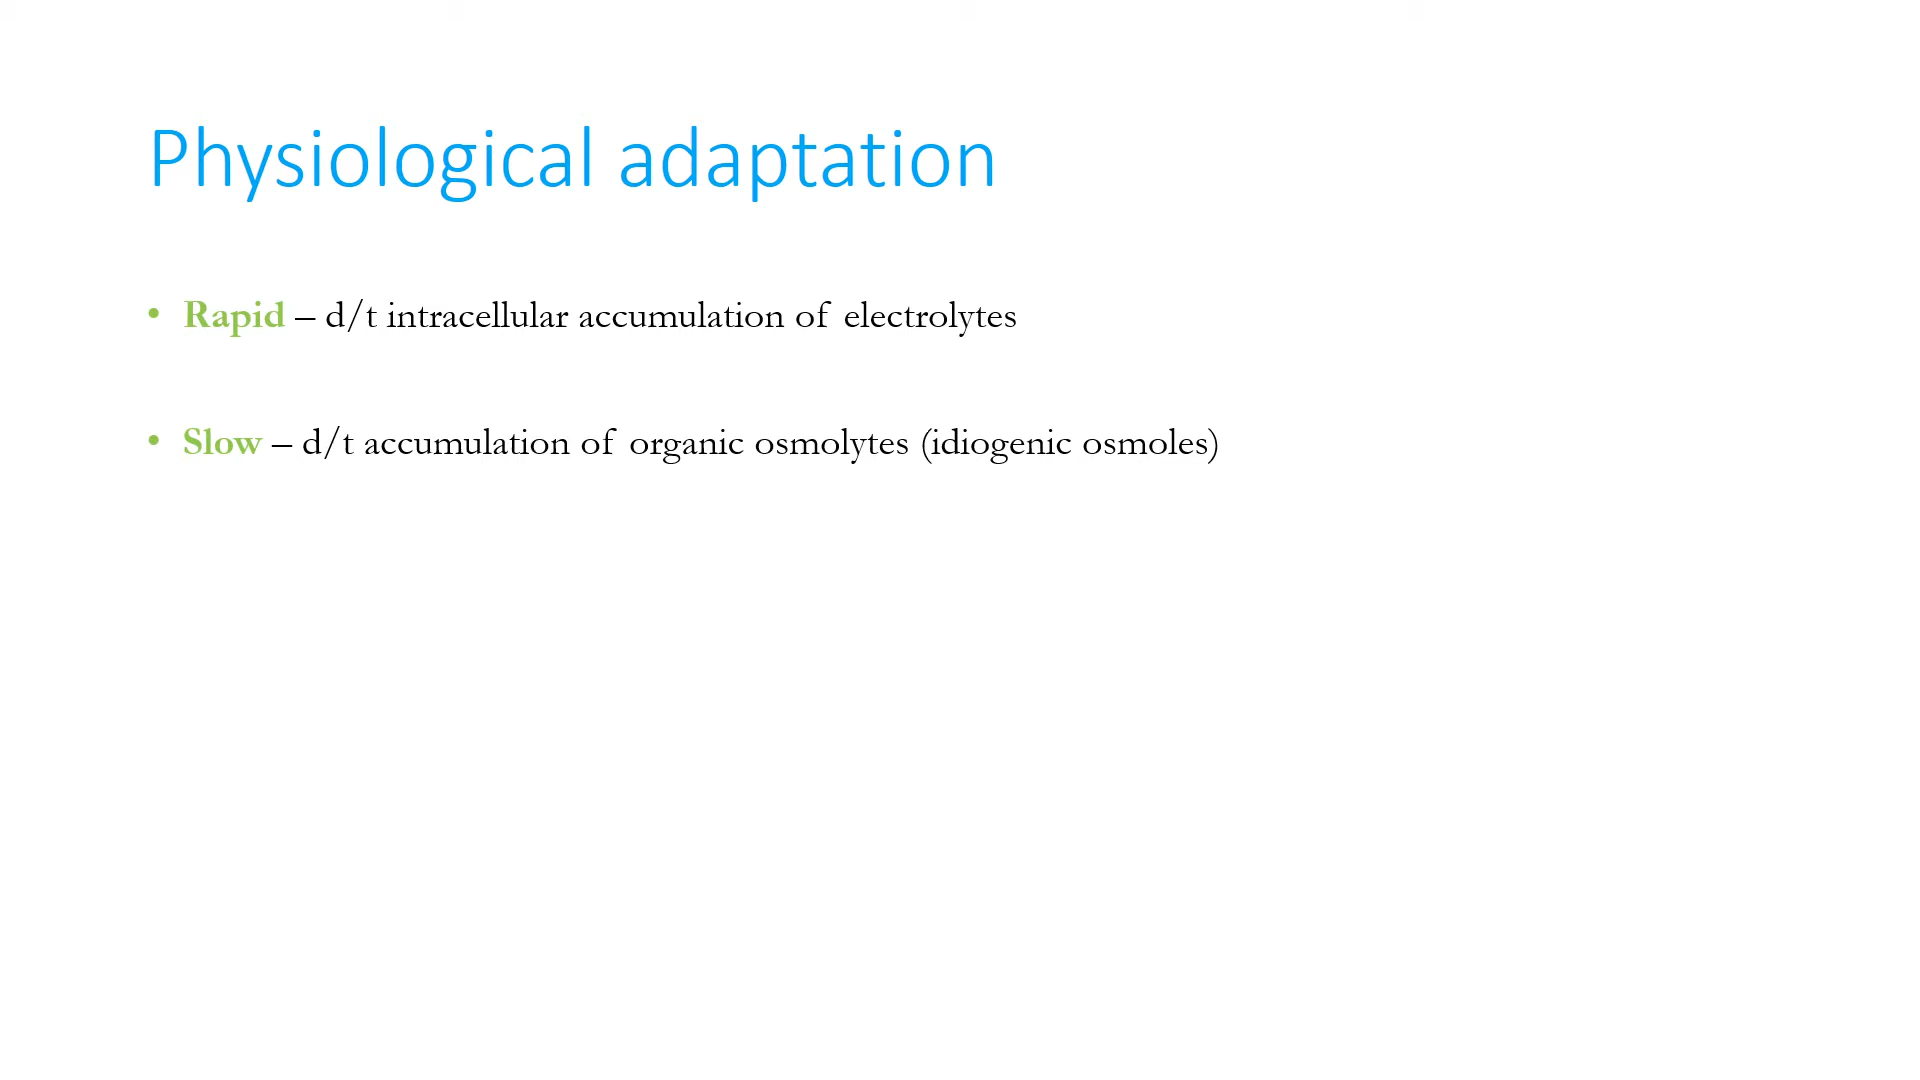 Physiological adaptation
• Rapid – d/t intracellular accumulation of electrolytes
• Slow – d/t accumulation of organic osmolytes (idiogenic osmoles)